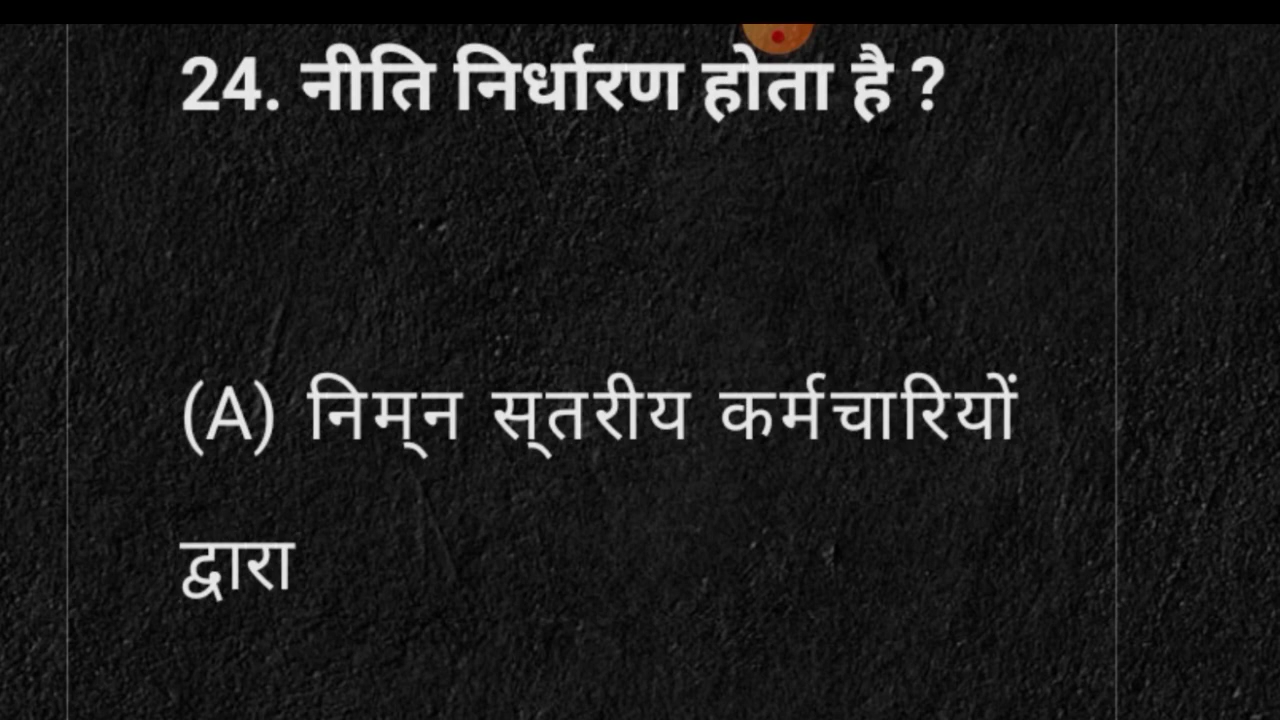 24. नीति निर्धारण होता है ?
(A) निम्न स्तरीय कर्मचारियों
द्वारा